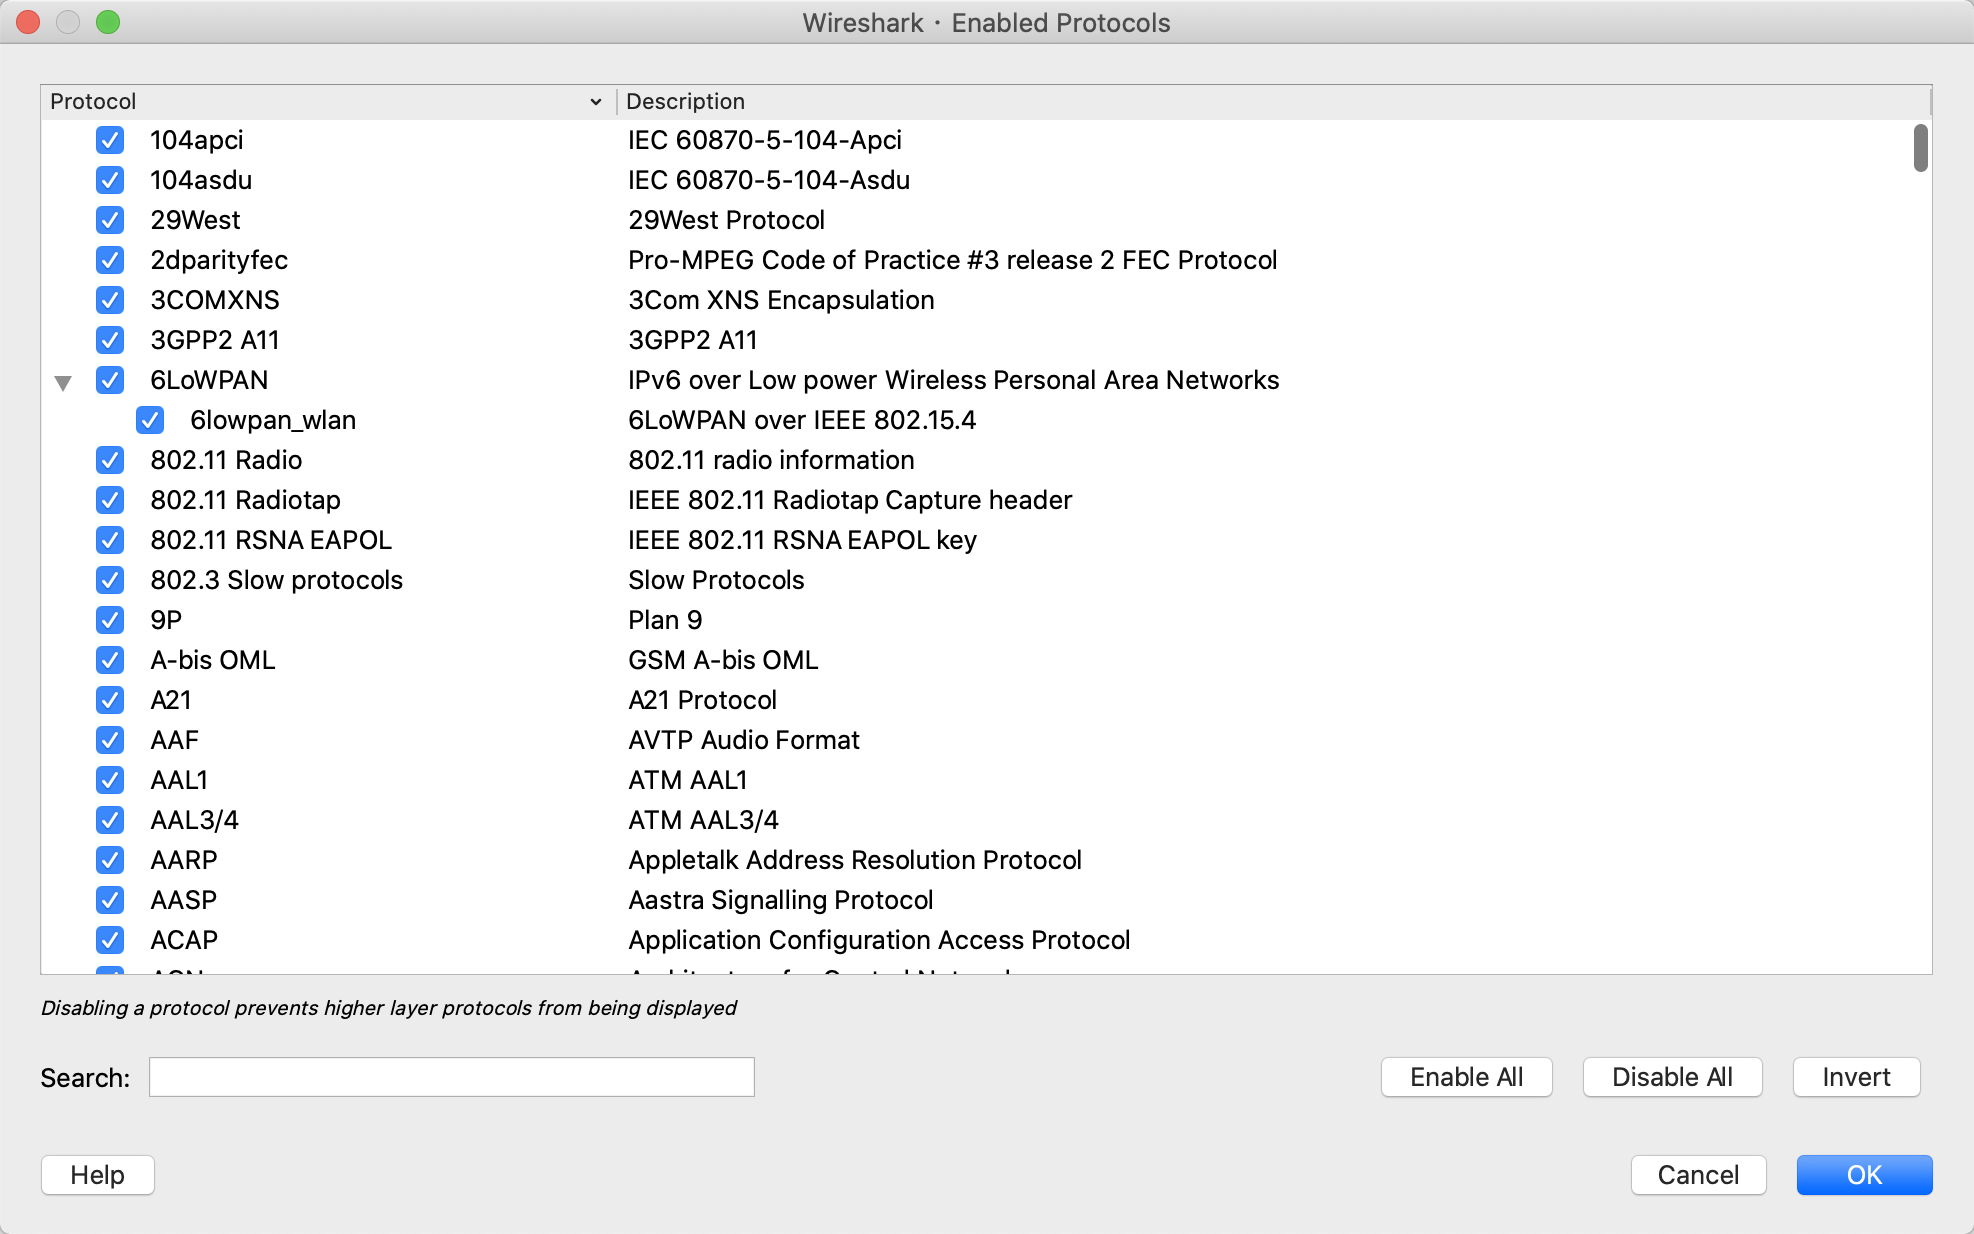 Wireshark · Enabled Protocols
Protocol Description
104apci IEC 60870-5-104-Apci
104asdu IEC 60870-5-104-Asdu
29West 29West Protocol
2dparityfec Pro-MPEG Code of Practice #3 release 2 FEC Protocol
3COMXNS 3Com XNS Encapsulation
3GPP2 A11 3GPP2 A11
6LoWPAN IPv6 over Low power Wireless Personal Area Networks
6lowpan_wlan 6LoWPAN over IEEE 802.15.4
802.11 Radio 802.11 radio information
802.11 Radiotap IEEE 802.11 Radiotap Capture header
802.11 RSNA EAPOL IEEE 802.11 RSNA EAPOL key
802.3 Slow protocols Slow Protocols
9P Plan 9
A-bis OML GSM A-bis OML
A21 A21 Protocol
AAF AVTP Audio Format
AAL1 ATM AAL1
AAL3/4 ATM AAL3/4
AARP Appletalk Address Resolution Protocol
AASP Aastra Signalling Protocol
ACAP Application Configuration Access Protocol
Disabling a protocol prevents higher layer protocols from being displayed
Search: Enable All Disable All Invert
Help Cancel OK